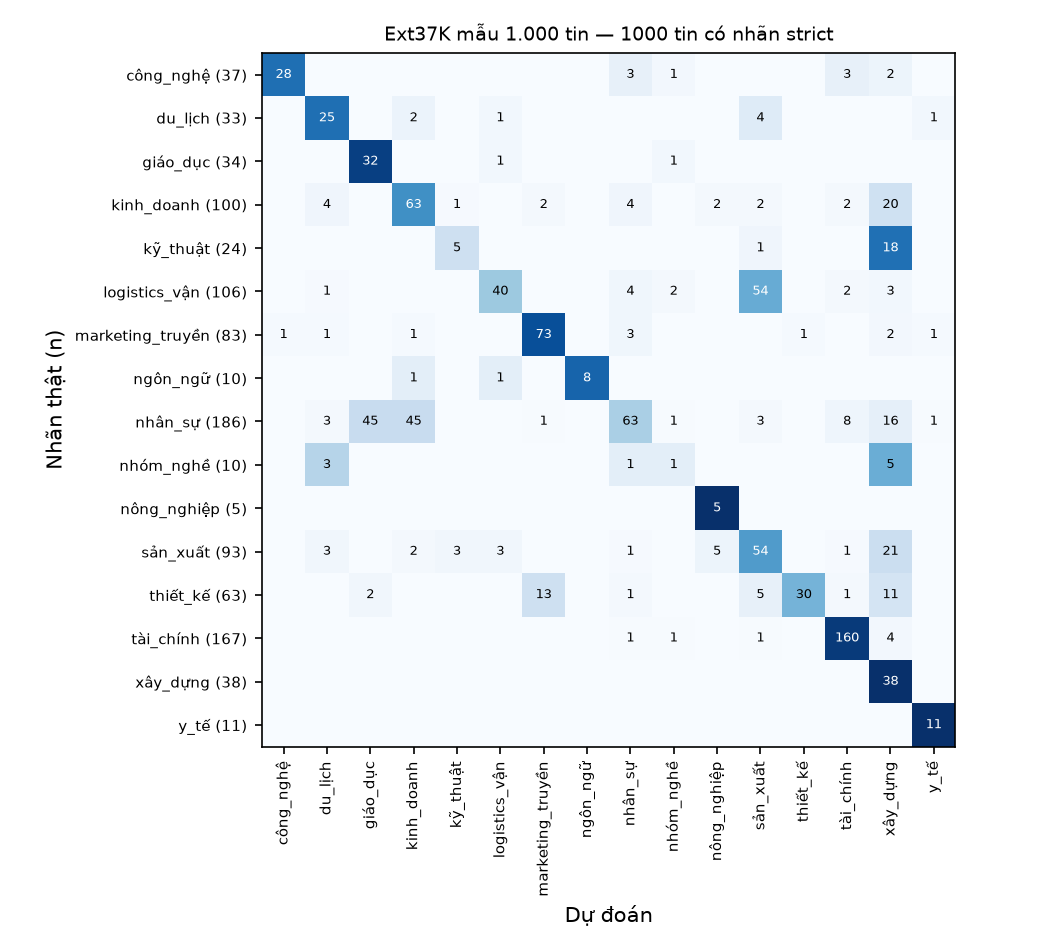 Ext37K mẫu 1.000 tin — 1000 tin có nhãn strict
Nhãn thật (n)
công_nghệ (37) 28 3 1 3 2
du_lịch (33) 25 2 1 4 1
giáo_dục (34) 32 1 1
kinh_doanh (100) 4 63 1 2 4 2 2 2 20
kỹ_thuật (24) 5 1 18
logistics_vận (106) 1 40 4 2 54 2 3
marketing_truyền (83) 1 1 1 73 3 1 2 1
ngôn_ngữ (10) 1 1 8
nhân_sự (186) 3 45 45 1 63 1 3 8 16 1
nhóm_nghề (10) 3 1 1 5
nông_nghiệp (5) 5
sản_xuất (93) 3 2 3 3 1 5 54 1 21
thiết_kế (63) 2 13 1 5 30 1 11
tài_chính (167) 1 1 1 160 4
xây_dựng (38) 38
y_tế (11) 11
công_nghệ
du_lịch
giáo_dục
kinh_doanh
kỹ_thuật
logistics_vận
marketing_truyền
ngôn_ngữ
nhân_sự
nhóm_nghề
nông_nghiệp
sản_xuất
thiết_kế
tài_chính
xây_dựng
y_tế
Dự đoán